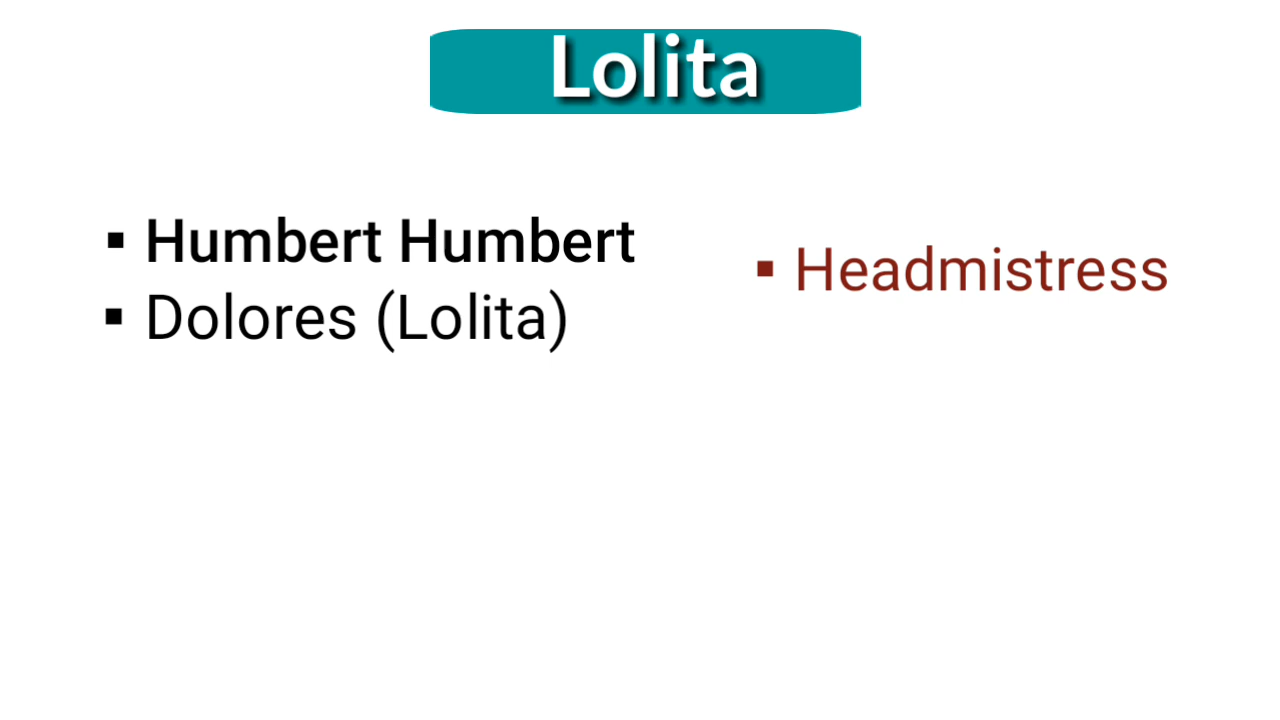 Lolita
▪ Humbert Humbert
▪ Dolores (Lolita)
▪ Headmistress